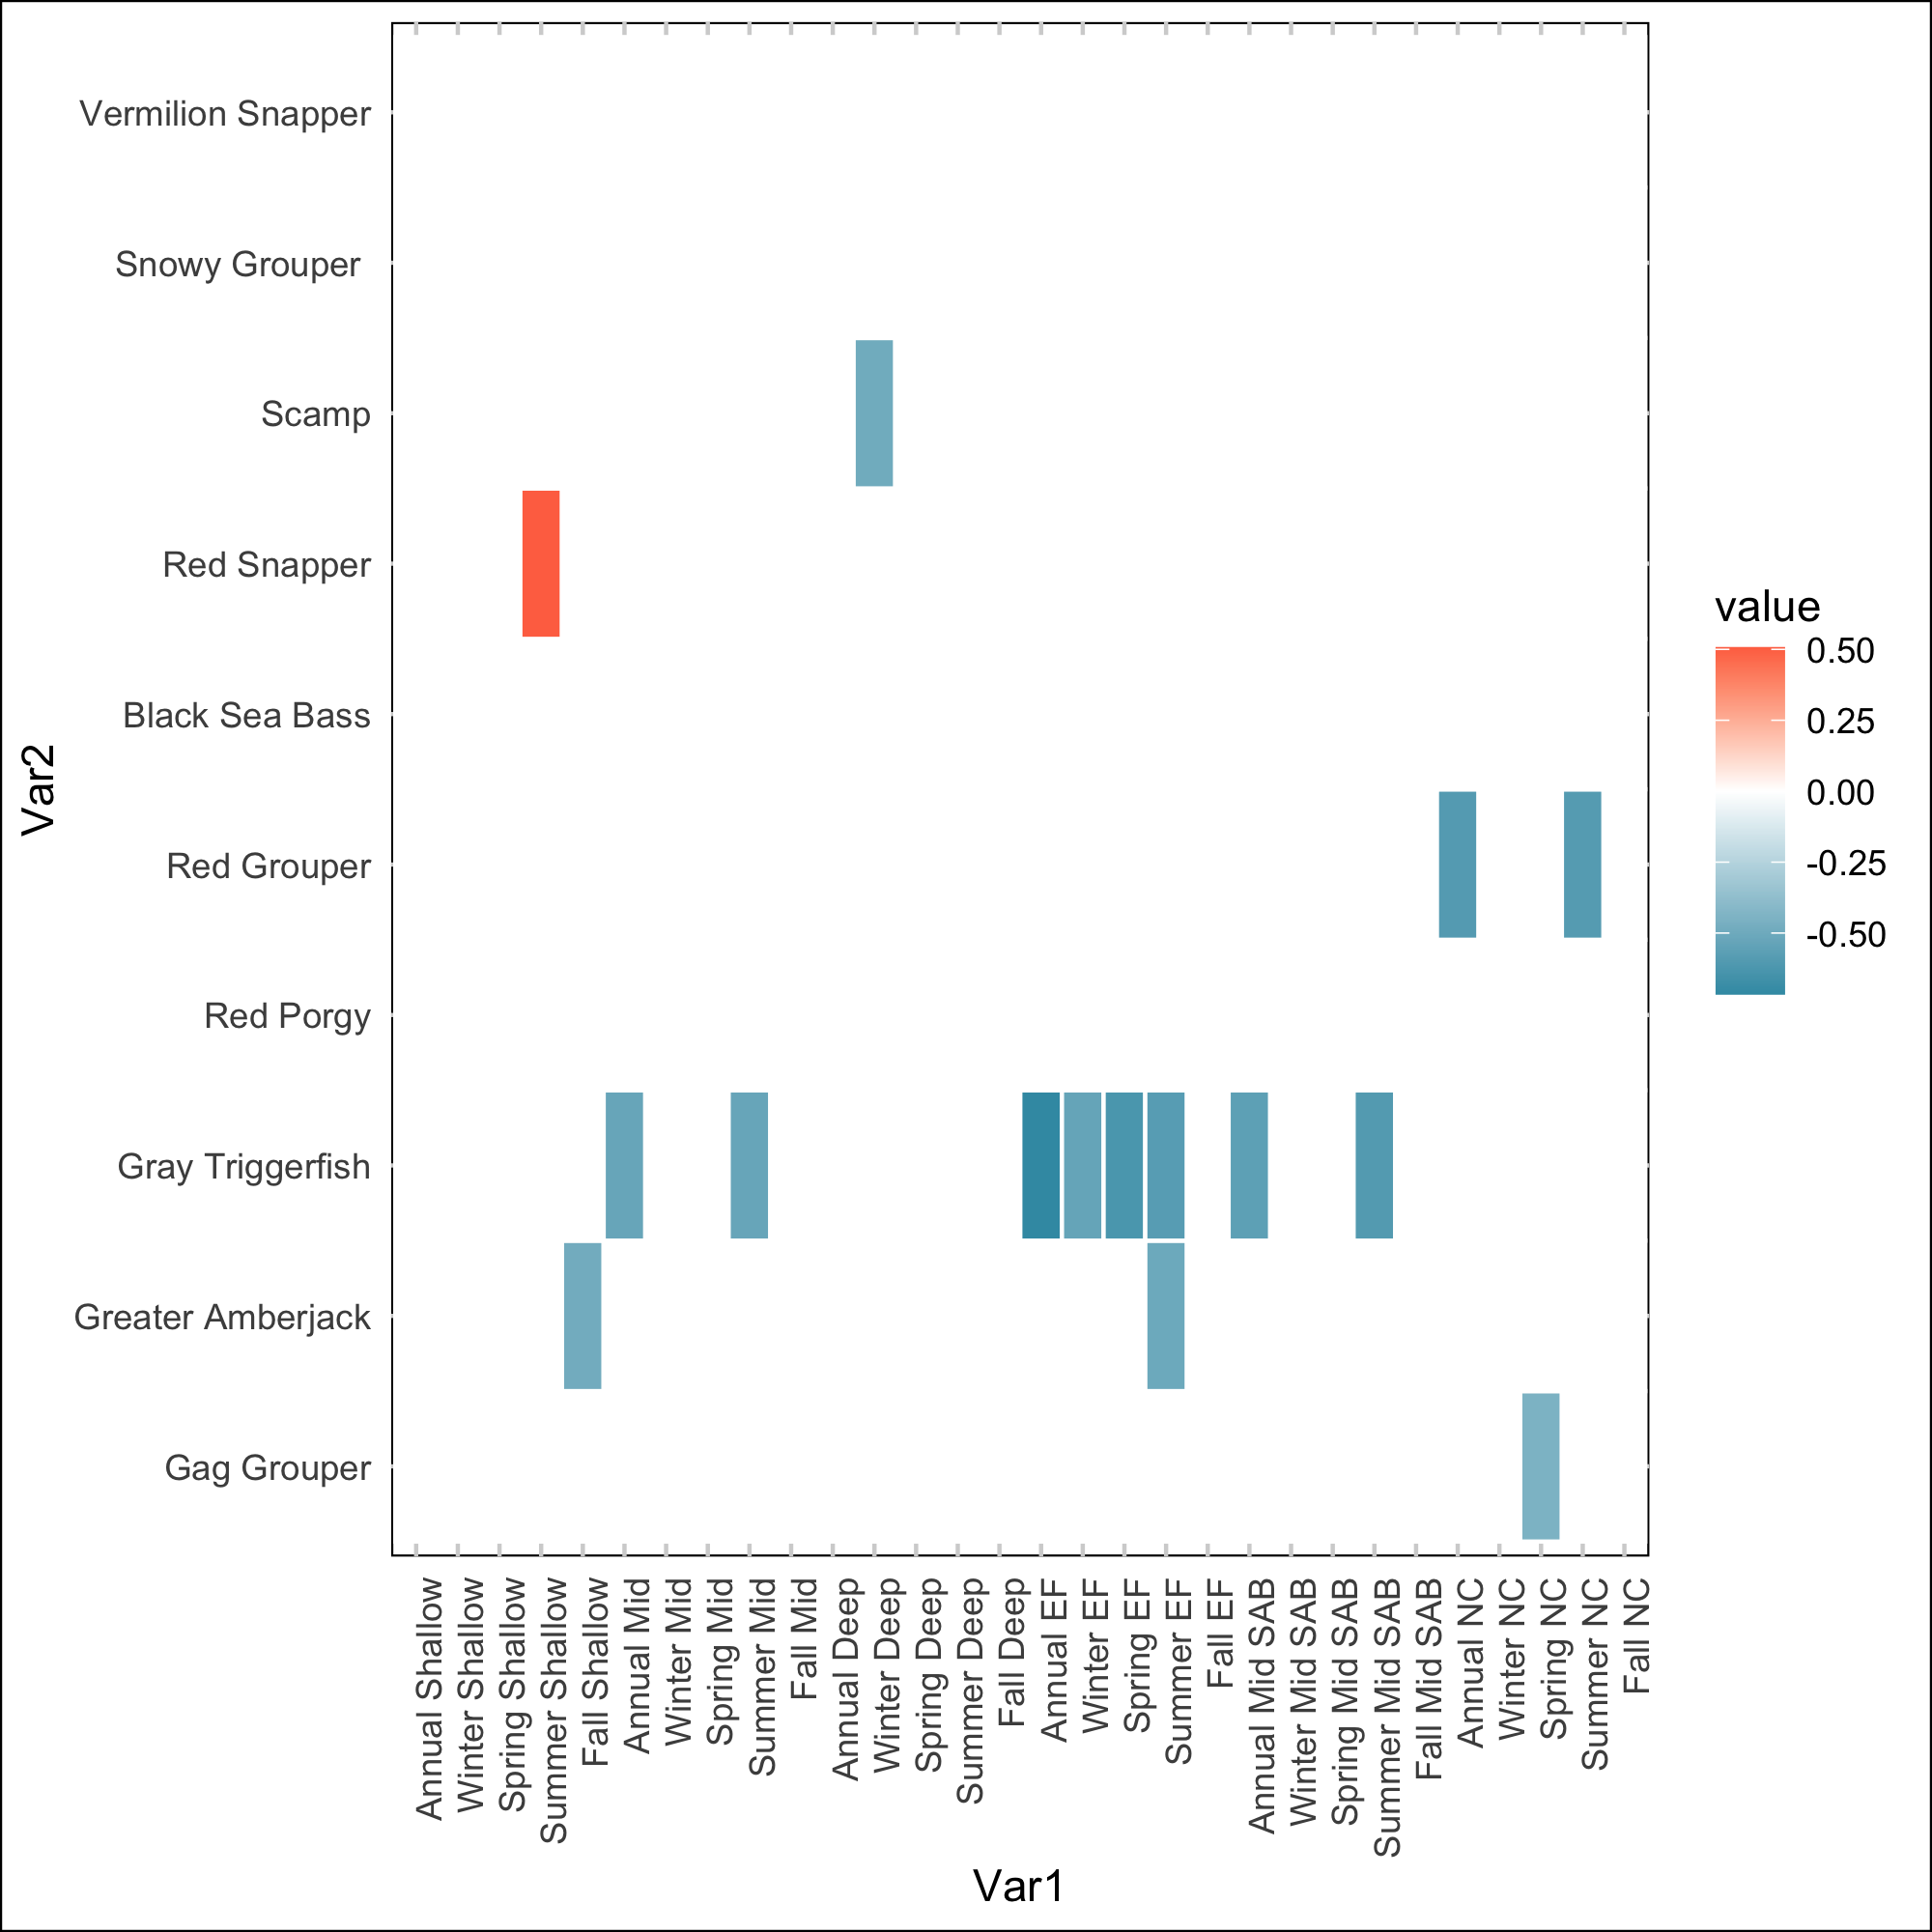 Vermilion Snapper
Snowy Grouper
Scamp
Red Snapper
Black Sea Bass
Red Grouper
Red Porgy
Gray Triggerfish
Greater Amberjack
Gag Grouper
Var2
Annual Shallow
Winter Shallow
Spring Shallow
Summer Shallow
Fall Shallow
Annual Mid
Winter Mid
Spring Mid
Summer Mid
Fall Mid
Annual Deep
Winter Deep
Spring Deep
Summer Deep
Fall Deep
Annual EF
Winter EF
Spring EF
Summer EF
Fall EF
Annual Mid SAB
Winter Mid SAB
Spring Mid SAB
Summer Mid SAB
Fall Mid SAB
Annual NC
Winter NC
Spring NC
Summer NC
Fall NC
Var1
value
0.50
0.25
0.00
-0.25
-0.50